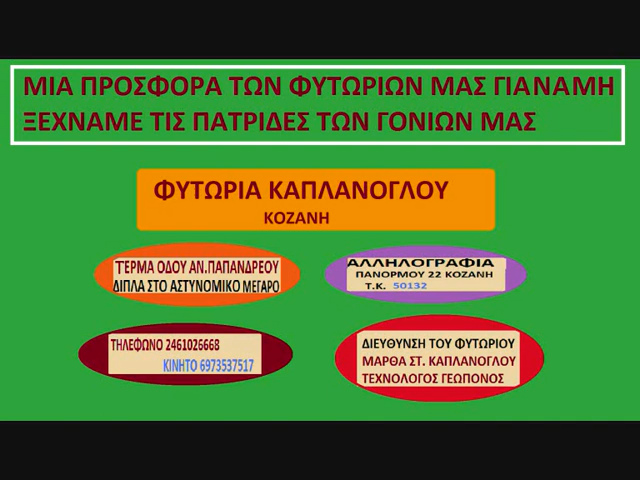 ΜΙΑ ΠΡΟΣΦΟΡΑ ΤΩΝ ΦΥΤΩΡΙΩΝ ΜΑΣ ΓΙΑΝΑΜΗ
ΞΕΧΝΑΜΕ ΤΙΣ ΠΑΤΡΙΔΕΣ ΤΩΝ ΓΟΝΙΩΝ ΜΑΣ
ΦΥΤΩΡΙΑ ΚΑΠΛΑΝΟΓΛΟΥ
ΚΟΖΑΝΗ
ΤΕΡΜΑ ΟΔΟΥ ΑΝ.ΠΑΠΑΝΔΡΕΟΥ
ΔΙΠΛΑ ΣΤΟ ΑΣΤΥΝΟΜΙΚΟ ΜΕΓΑΡΟ
ΑΛΛΗΛΟΓΡΑΦΙΑ
ΠΑΝΟΡΜΟΥ 22 ΚΟΖΑΝΗ
Τ.Κ. 50132
ΤΗΛΕΦΩΝΟ 2461026668
ΚΙΝΗΤΟ 6973537517
ΔΙΕΥΘΥΝΣΗ ΤΟΥ ΦΥΤΩΡΙΟΥ
ΜΑΡΘΑ ΣΤ. ΚΑΠΛΑΝΟΓΛΟΥ
ΤΕΧΝΟΛΟΓΟΣ ΓΕΩΠΟΝΟΣ